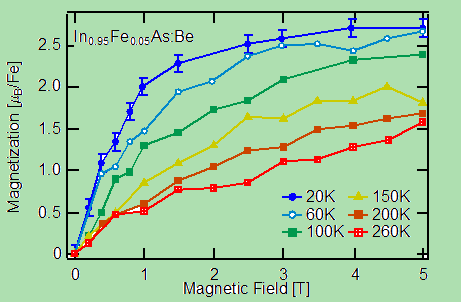 In0.95Fe0.05As:Be
Magnetization [μB/Fe]
2.5
2.0
1.5
1.0
0.5
0
0 1 2 3 4 5
Magnetic Field [T]
20K 150K
60K 200K
100K 260K